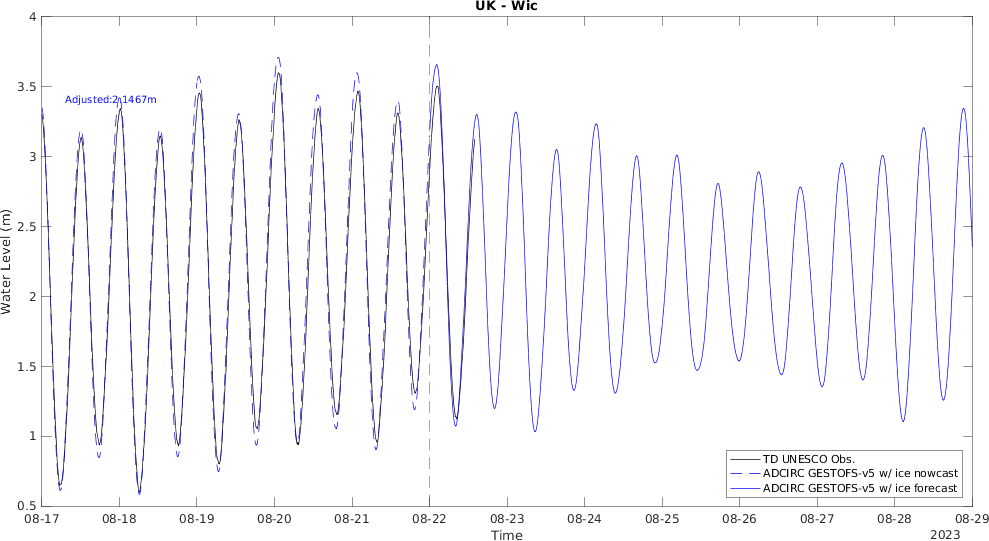 UK - Wic
4
3.5
3
2.5
2
1.5
1
0.5
Water Level (m)
Adjusted:2.1467m
TD UNESCO Obs.
ADCIRC GESTOFS-v5 w/ ice nowcast
ADCIRC GESTOFS-v5 w/ ice forecast
08-17 08-18 08-19 08-20 08-21 08-22 08-23 08-24 08-25 08-26 08-27 08-28 08-29
Time
2023